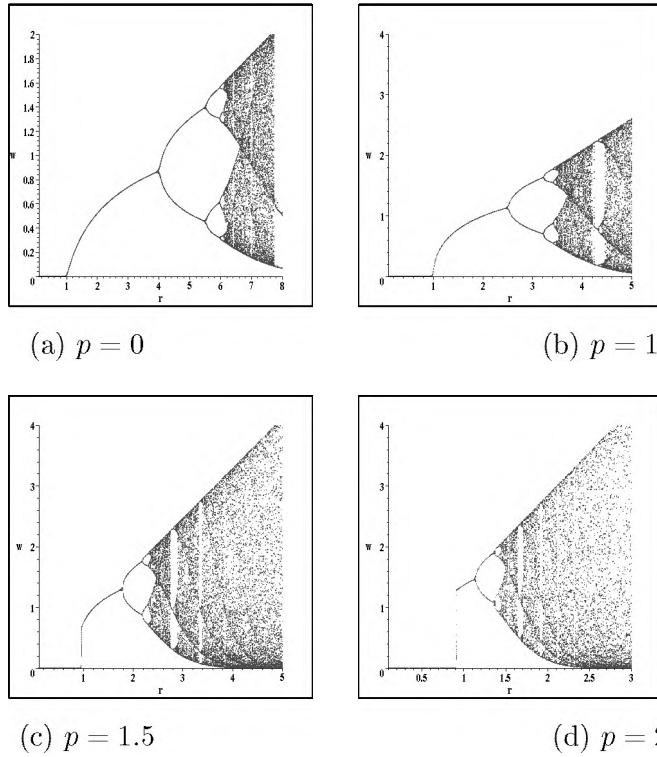 2
1.8
1.6
1.4
1.2
w 1
0.8
0.6
0.4
0.2
0 1 2 3 4 5 6 7 8
r
4
3
w 2
1
0 1 2 3 4 5
r
(a) p = 0
(b) p = 1
4
3
w 2
1
0 1 2 3 4 5
r
4
3
w 2
1
0 0.5 1 1.5 2 2.5 3
r
(c) p = 1.5
(d) p =